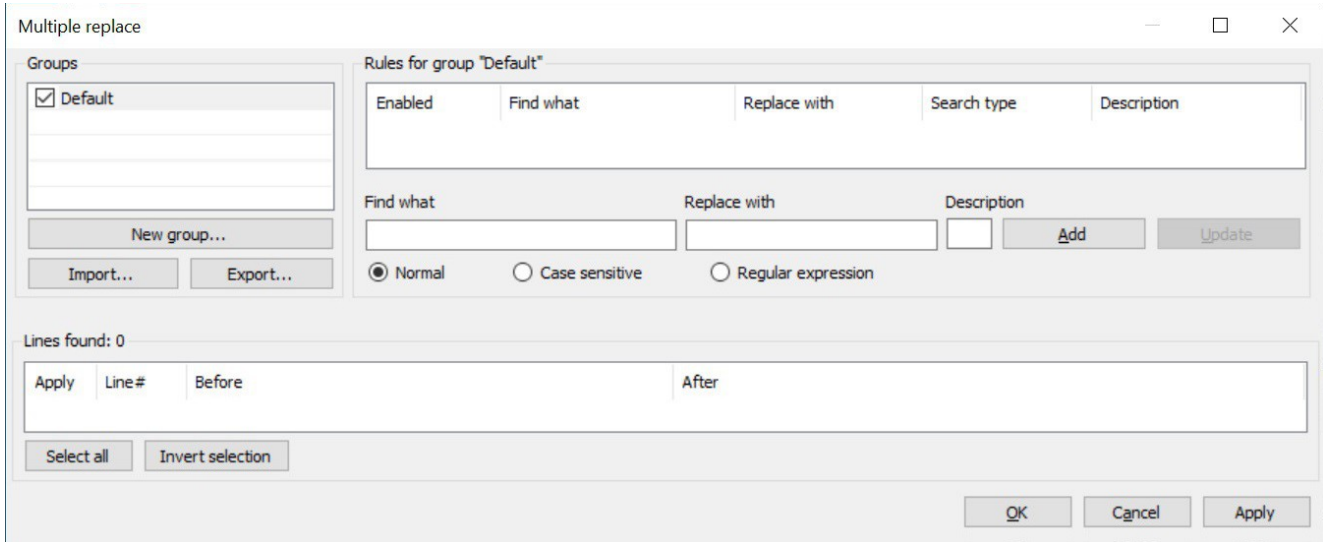 Multiple replace
Groups
Default
New group...
Import... Export...
Rules for group "Default"
Enabled Find what Replace with Search type Description
Find what Replace with Description
Add Update
Normal Case sensitive Regular expression
Lines found: 0
Apply Line# Before After
Select all Invert selection
OK Cancel Apply